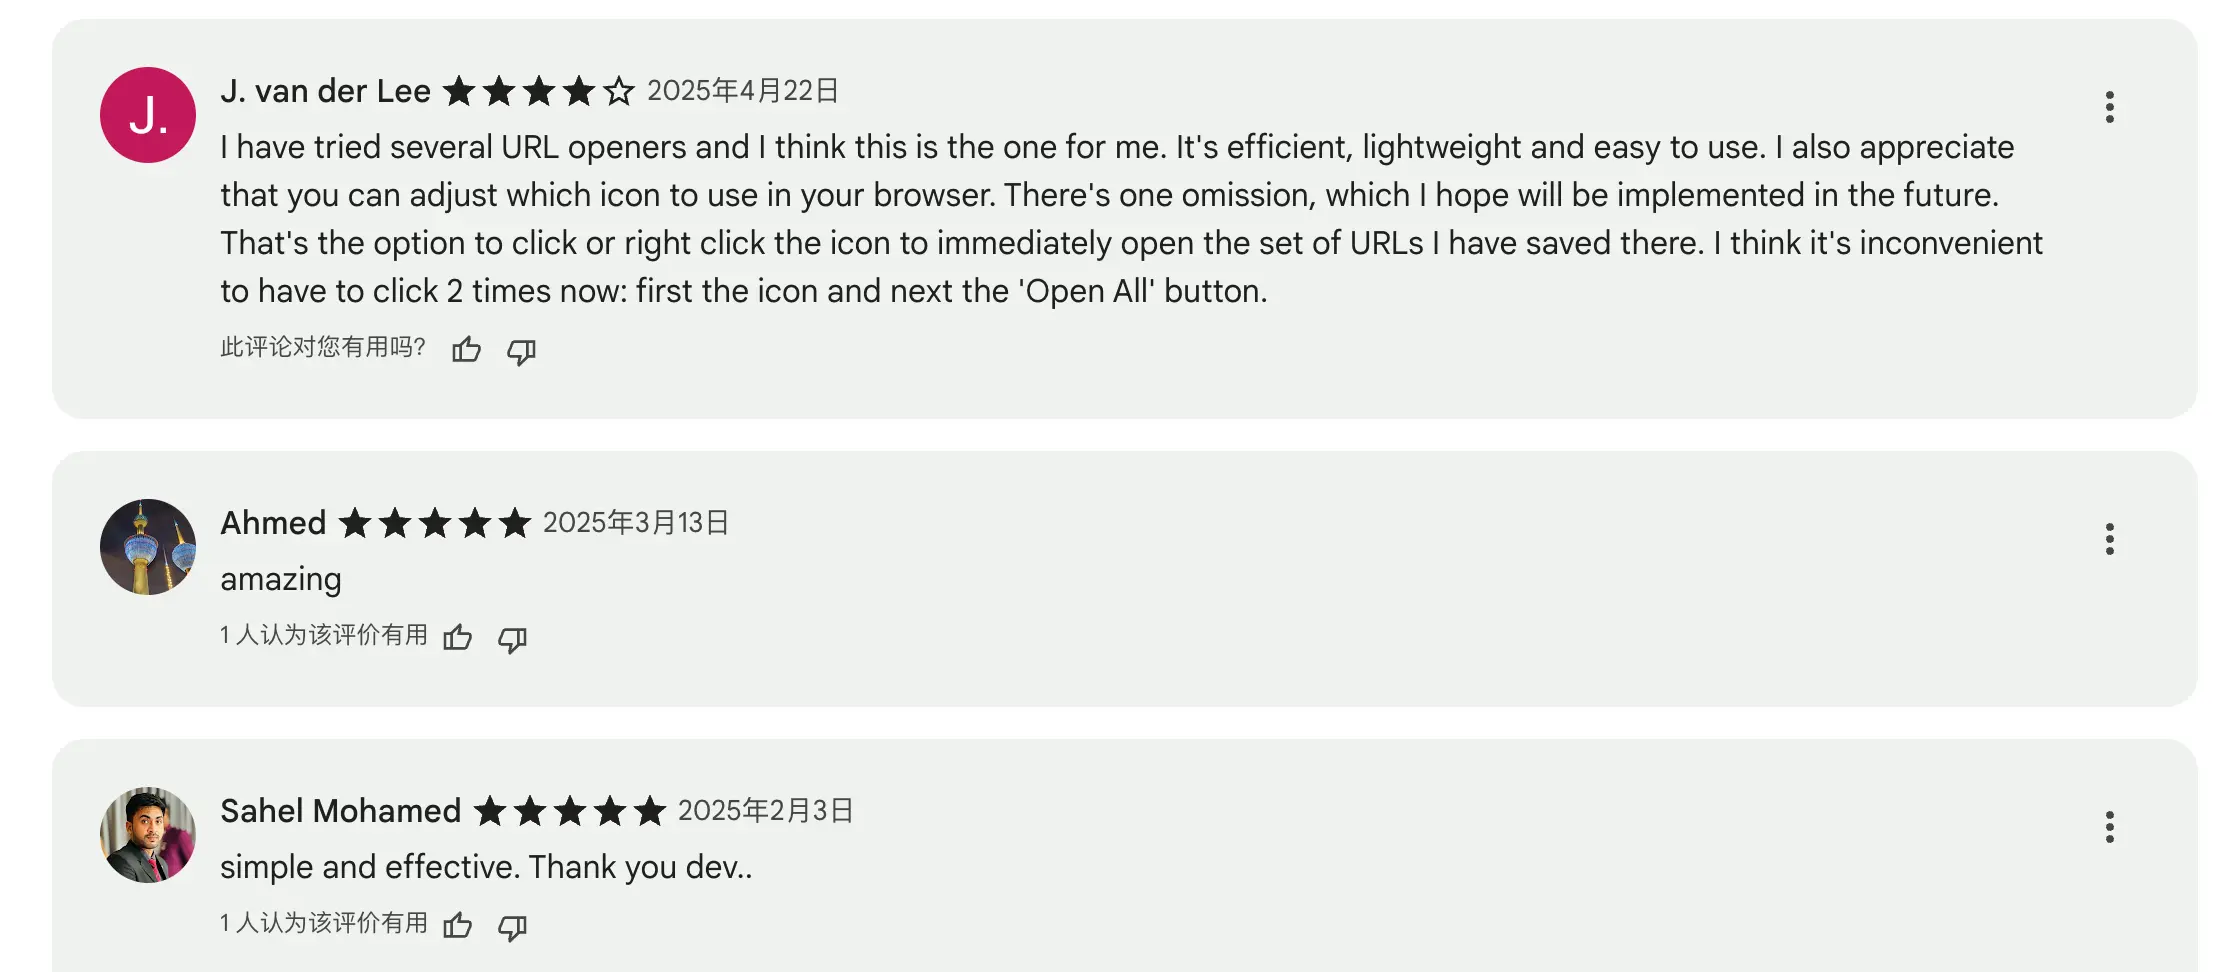 J.
J. van der Lee ★★★★☆ 2025年4月22日
I have tried several URL openers and I think this is the one for me. It's efficient, lightweight and easy to use. I also appreciate
that you can adjust which icon to use in your browser. There's one omission, which I hope will be implemented in the future.
That's the option to click or right click the icon to immediately open the set of URLs I have saved there. I think it's inconvenient
to have to click 2 times now: first the icon and next the 'Open All' button.
此评论对您有用吗?
Ahmed ★★★★★ 2025年3月13日
amazing
1 人认为该评价有用
Sahel Mohamed ★★★★★ 2025年2月3日
simple and effective. Thank you dev..
1 人认为该评价有用